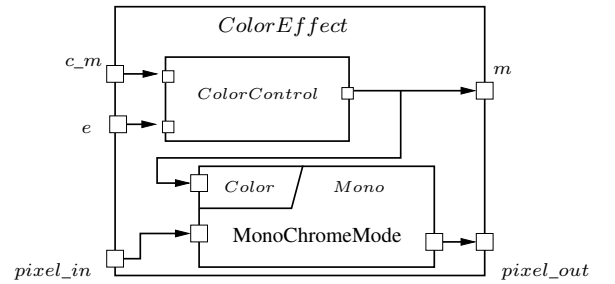 ColorEffect
c_m
m
ColorControl
e
Color Mono
MonoChromeMode
pixel_in
pixel_out